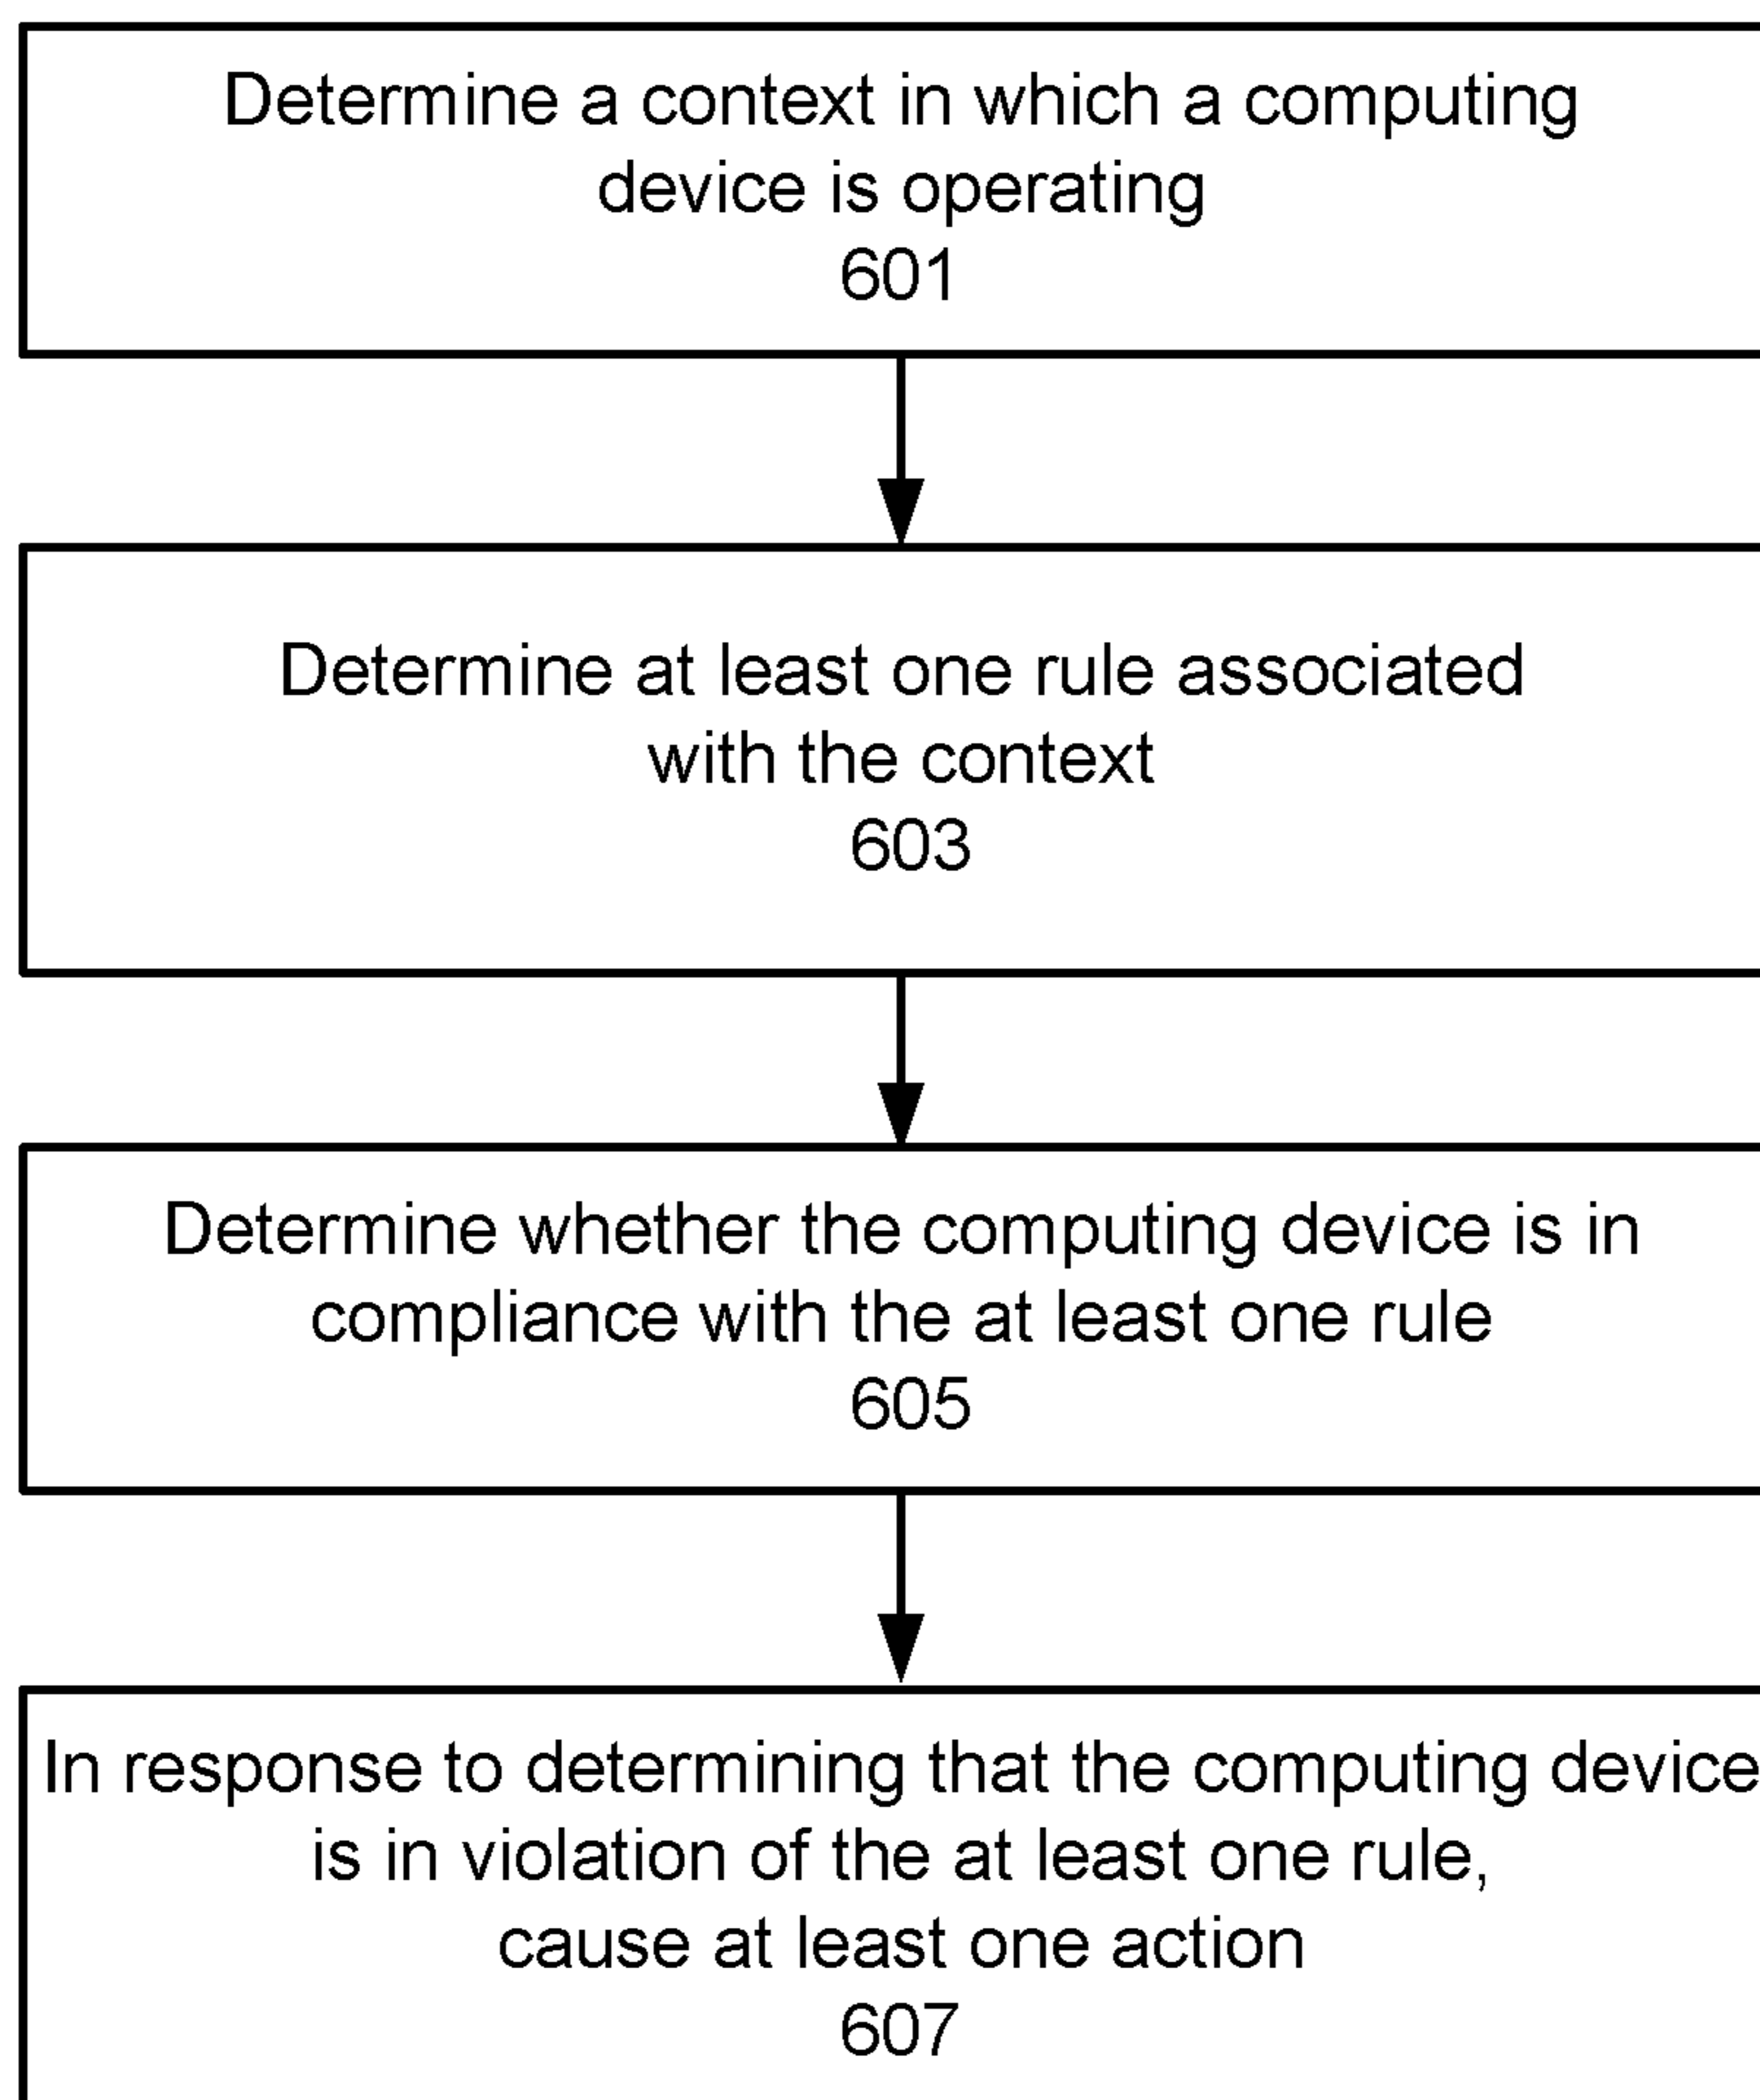 Determine a context in which a computing
device is operating
601
Determine at least one rule associated
with the context
603
Determine whether the computing device is in
compliance with the at least one rule
605
In response to determining that the computing device
is in violation of the at least one rule,
cause at least one action
607